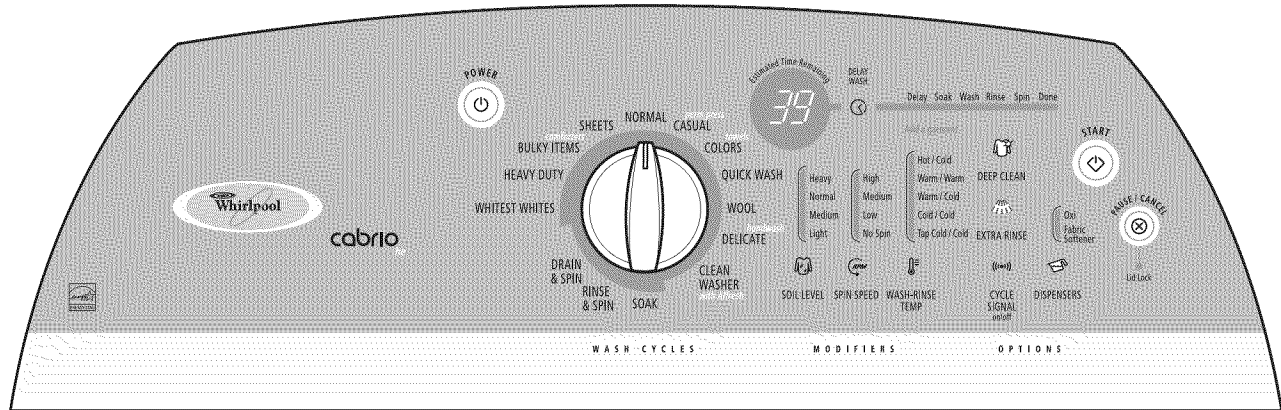 POWER
Whirlpool
cabrio
WHITEST WHITES
HEAVY DUTY
BULKY ITEMS
SHEETS
NORMAL
CASUAL
COLORS
QUICK WASH
WOOL
DELICATE
CLEAN
WASHER
SOAK
RINSE
& SPIN
DRAIN
& SPIN
Estimated Time Remaining
39
DELAY
WASH
Delay Soak Wash Rinse Spin Done
Heavy
Normal
Medium
Light
SOIL LEVEL
High
Medium
Low
No Spin
RPM
SPIN SPEED
Hot / Cold
Warm / Warm
Warm / Cold
Cold / Cold
Tap Cold / Cold
WASH-RINSE
TEMP
DEEP CLEAN
EXTRA RINSE
CYCLE
SIGNAL
on/off
Oxi
Fabric
Softener
DISPENSERS
START
PAUSE / CANCEL
Lid Lock
WASH CYCLES
MODIFIERS
OPTIONS